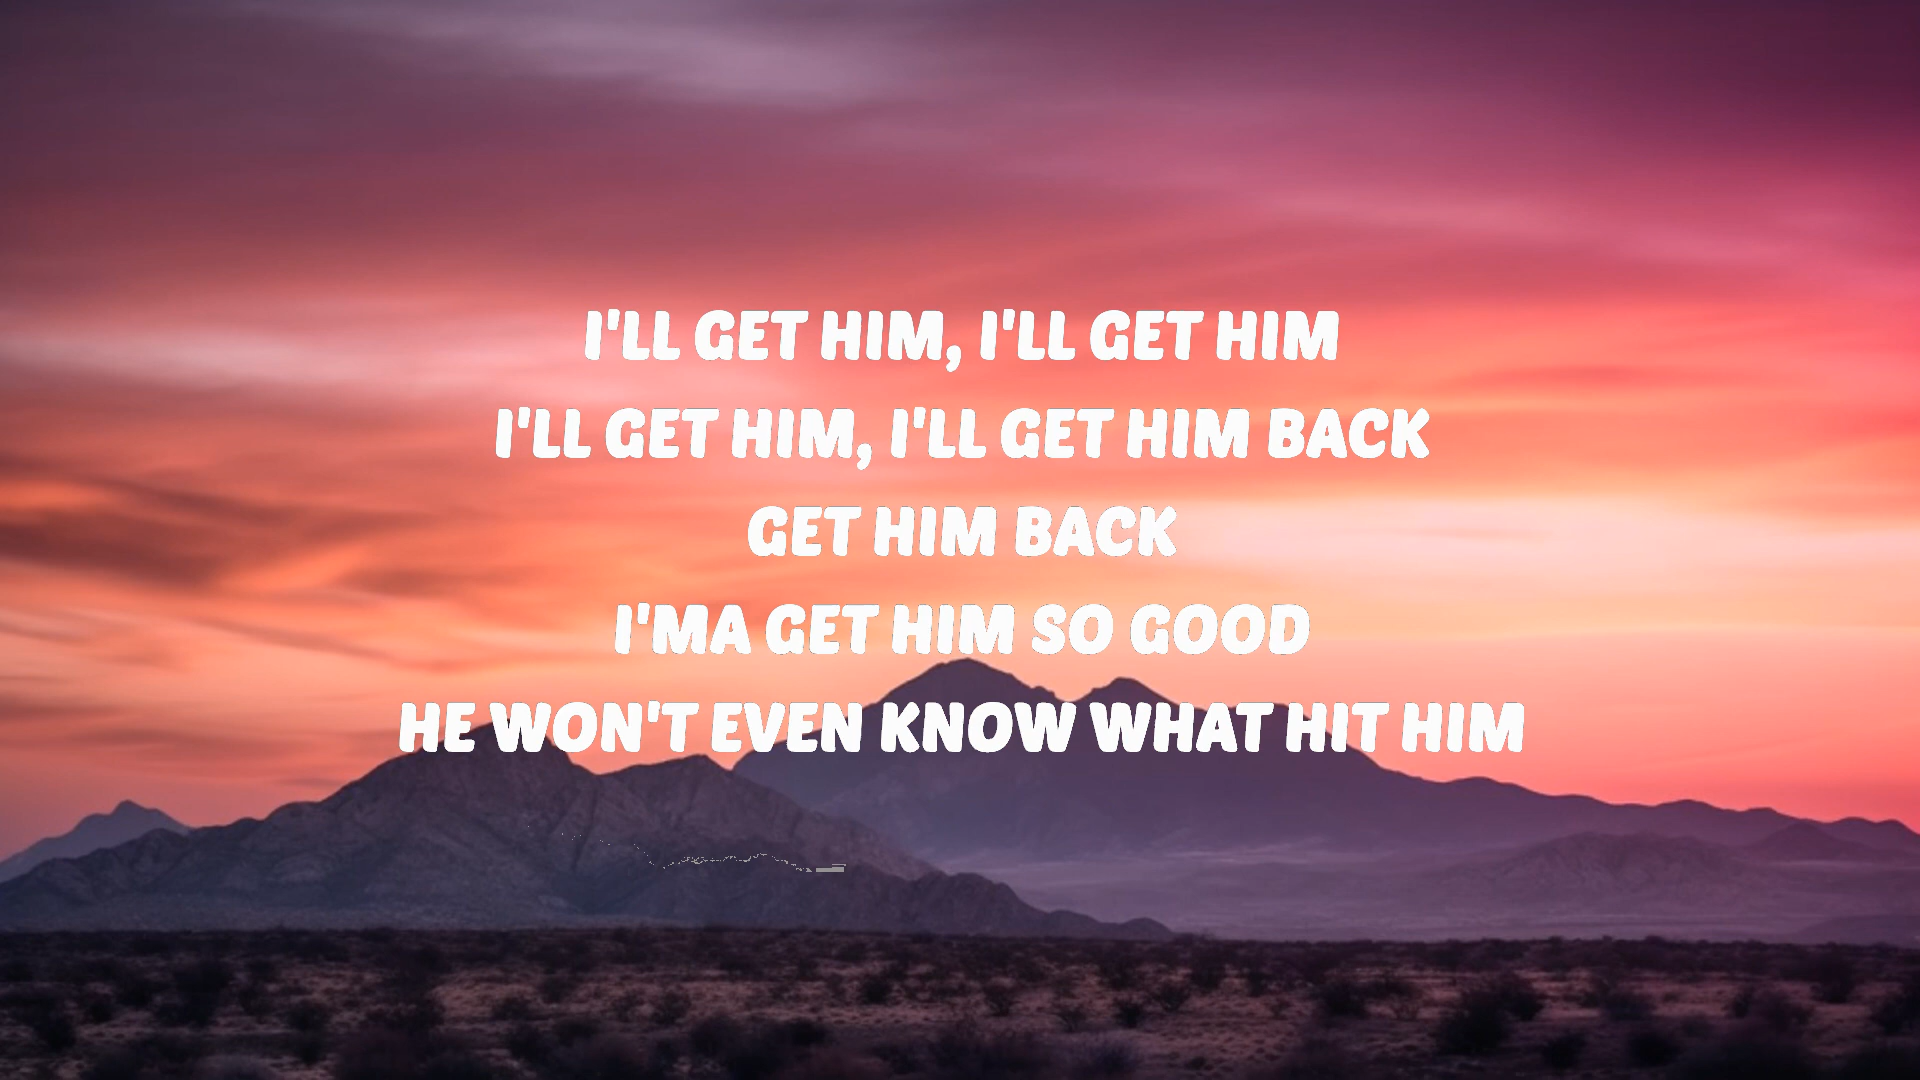 I'LL GET HIM, I'LL GET HIM
I'LL GET HIM, I'LL GET HIM BACK
GET HIM BACK
I'MA GET HIM SO GOOD
HE WON'T EVEN KNOW WHAT HIT HIM